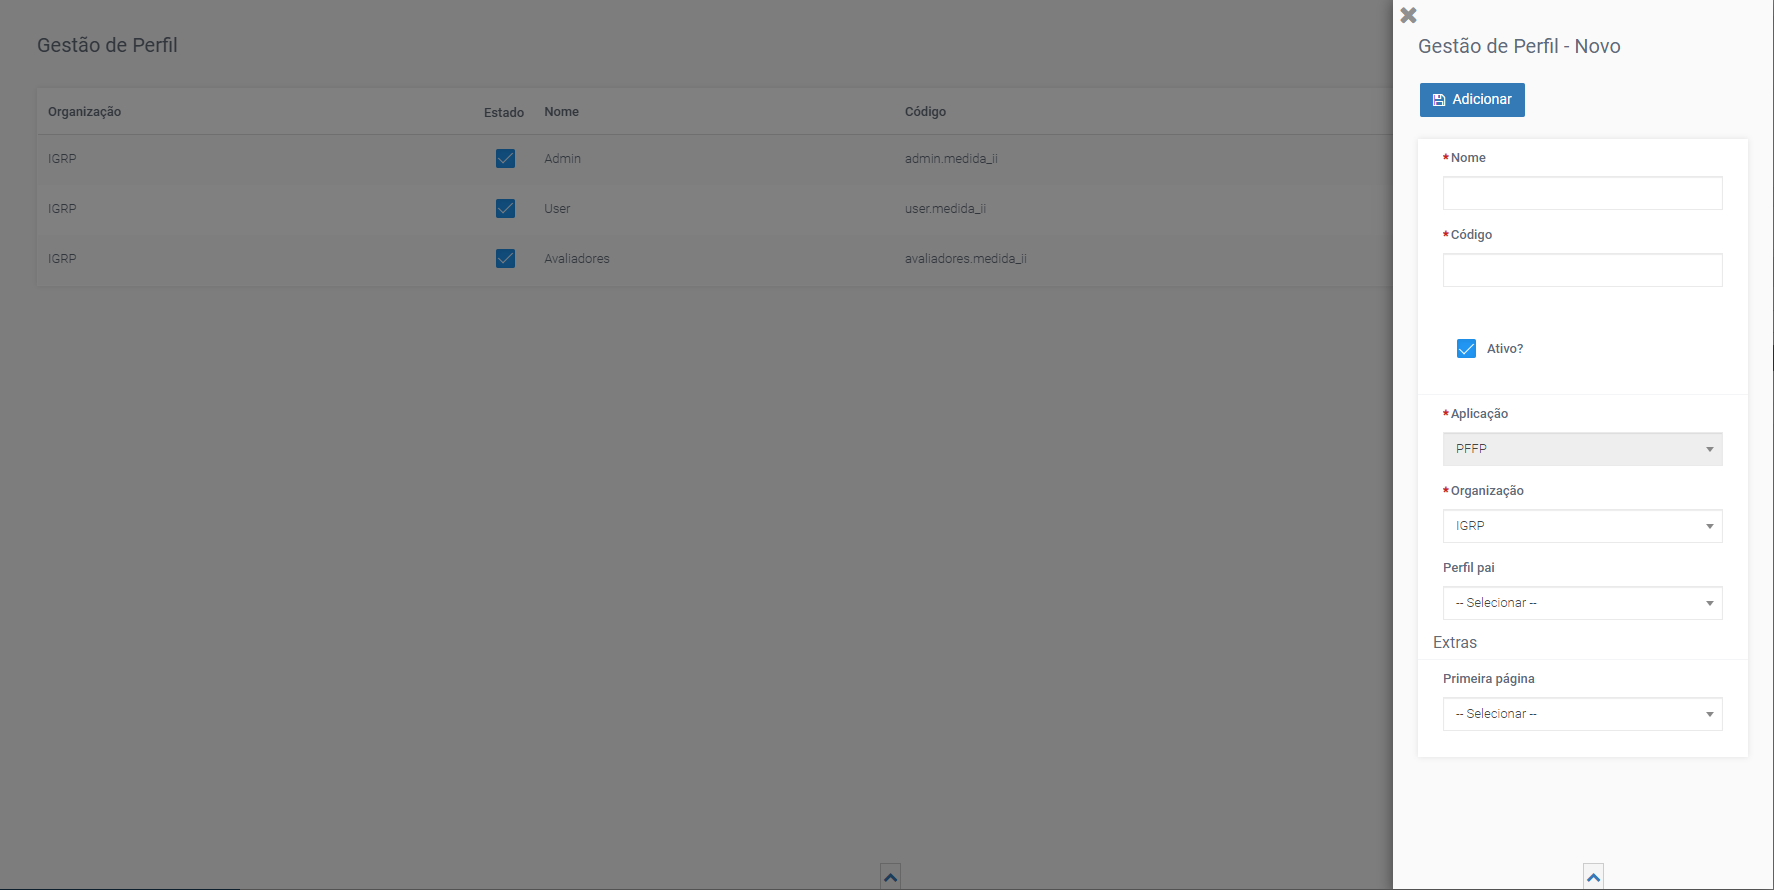 Gestão de Perfil
Organização Estado Nome Código
IGRP Admin admin.medida_ii
IGRP User user.medida_ii
IGRP Avaliadores avaliadores.medida_ii
Gestão de Perfil - Novo
Adicionar
*Nome
*Código
Ativo?
*Aplicação
PFFP
*Organização
IGRP
Perfil pai
-- Selecionar --
Extras
Primeira página
-- Selecionar --